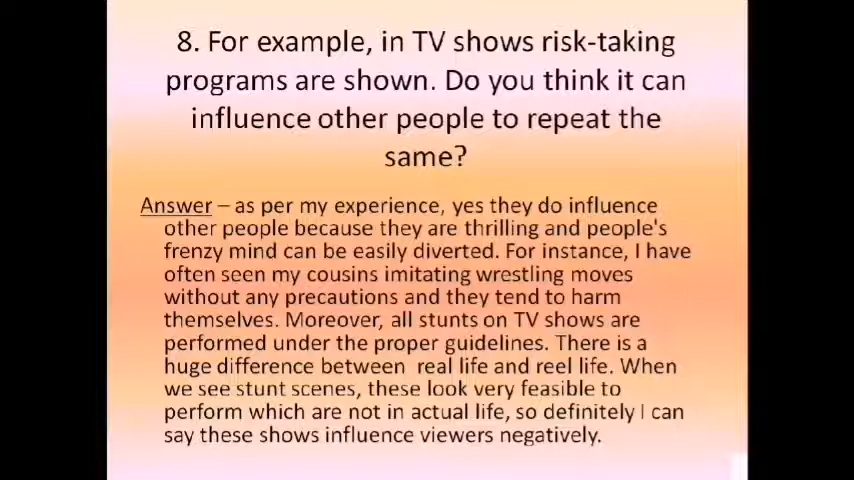 8. For example, in TV shows risk-taking
programs are shown. Do you think it can
influence other people to repeat the
same?
Answer – as per my experience, yes they do influence
other people because they are thrilling and people's
frenzy mind can be easily diverted. For instance, I have
often seen my cousins imitating wrestling moves
without any precautions and they tend to harm
themselves. Moreover, all stunts on TV shows are
performed under the proper guidelines. There is a
huge difference between real life and reel life. When
we see stunt scenes, these look very feasible to
perform which are not in actual life, so definitely I can
say these shows influence viewers negatively.